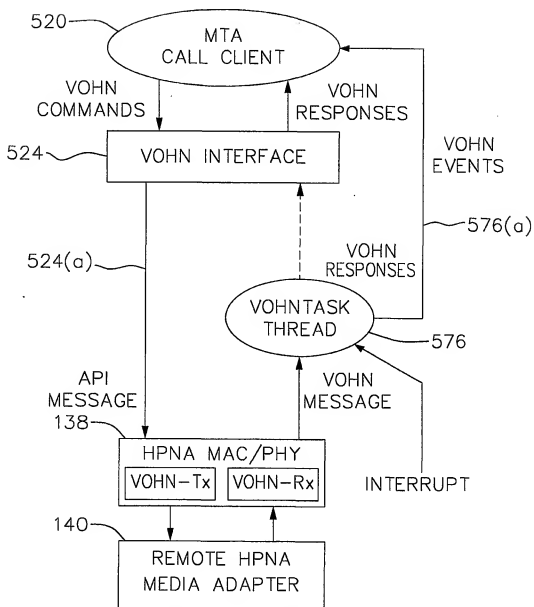 520
MTA
CALL CLIENT
VOHN
COMMANDS
VOHN
RESPONSES
524
VOHN INTERFACE
VOHN
EVENTS
576(a)
524(a)
VOHN
RESPONSES
VOHNTASK
THREAD
576
API
MESSAGE
VOHN
MESSAGE
138
HPNA MAC/PHY
VOHN-Tx
VOHN-Rx
INTERRUPT
140
REMOTE HPNA
MEDIA ADAPTER